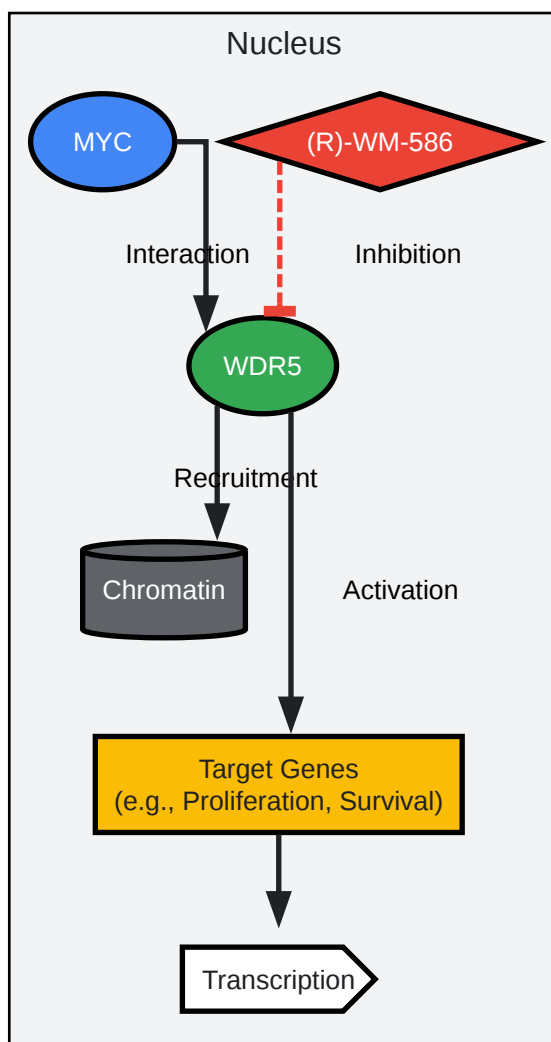 Nucleus
MYC
(R)-WM-586
Interaction
Inhibition
WDR5
Recruitment
Chromatin
Activation
Target Genes
(e.g., Proliferation, Survival)
Transcription